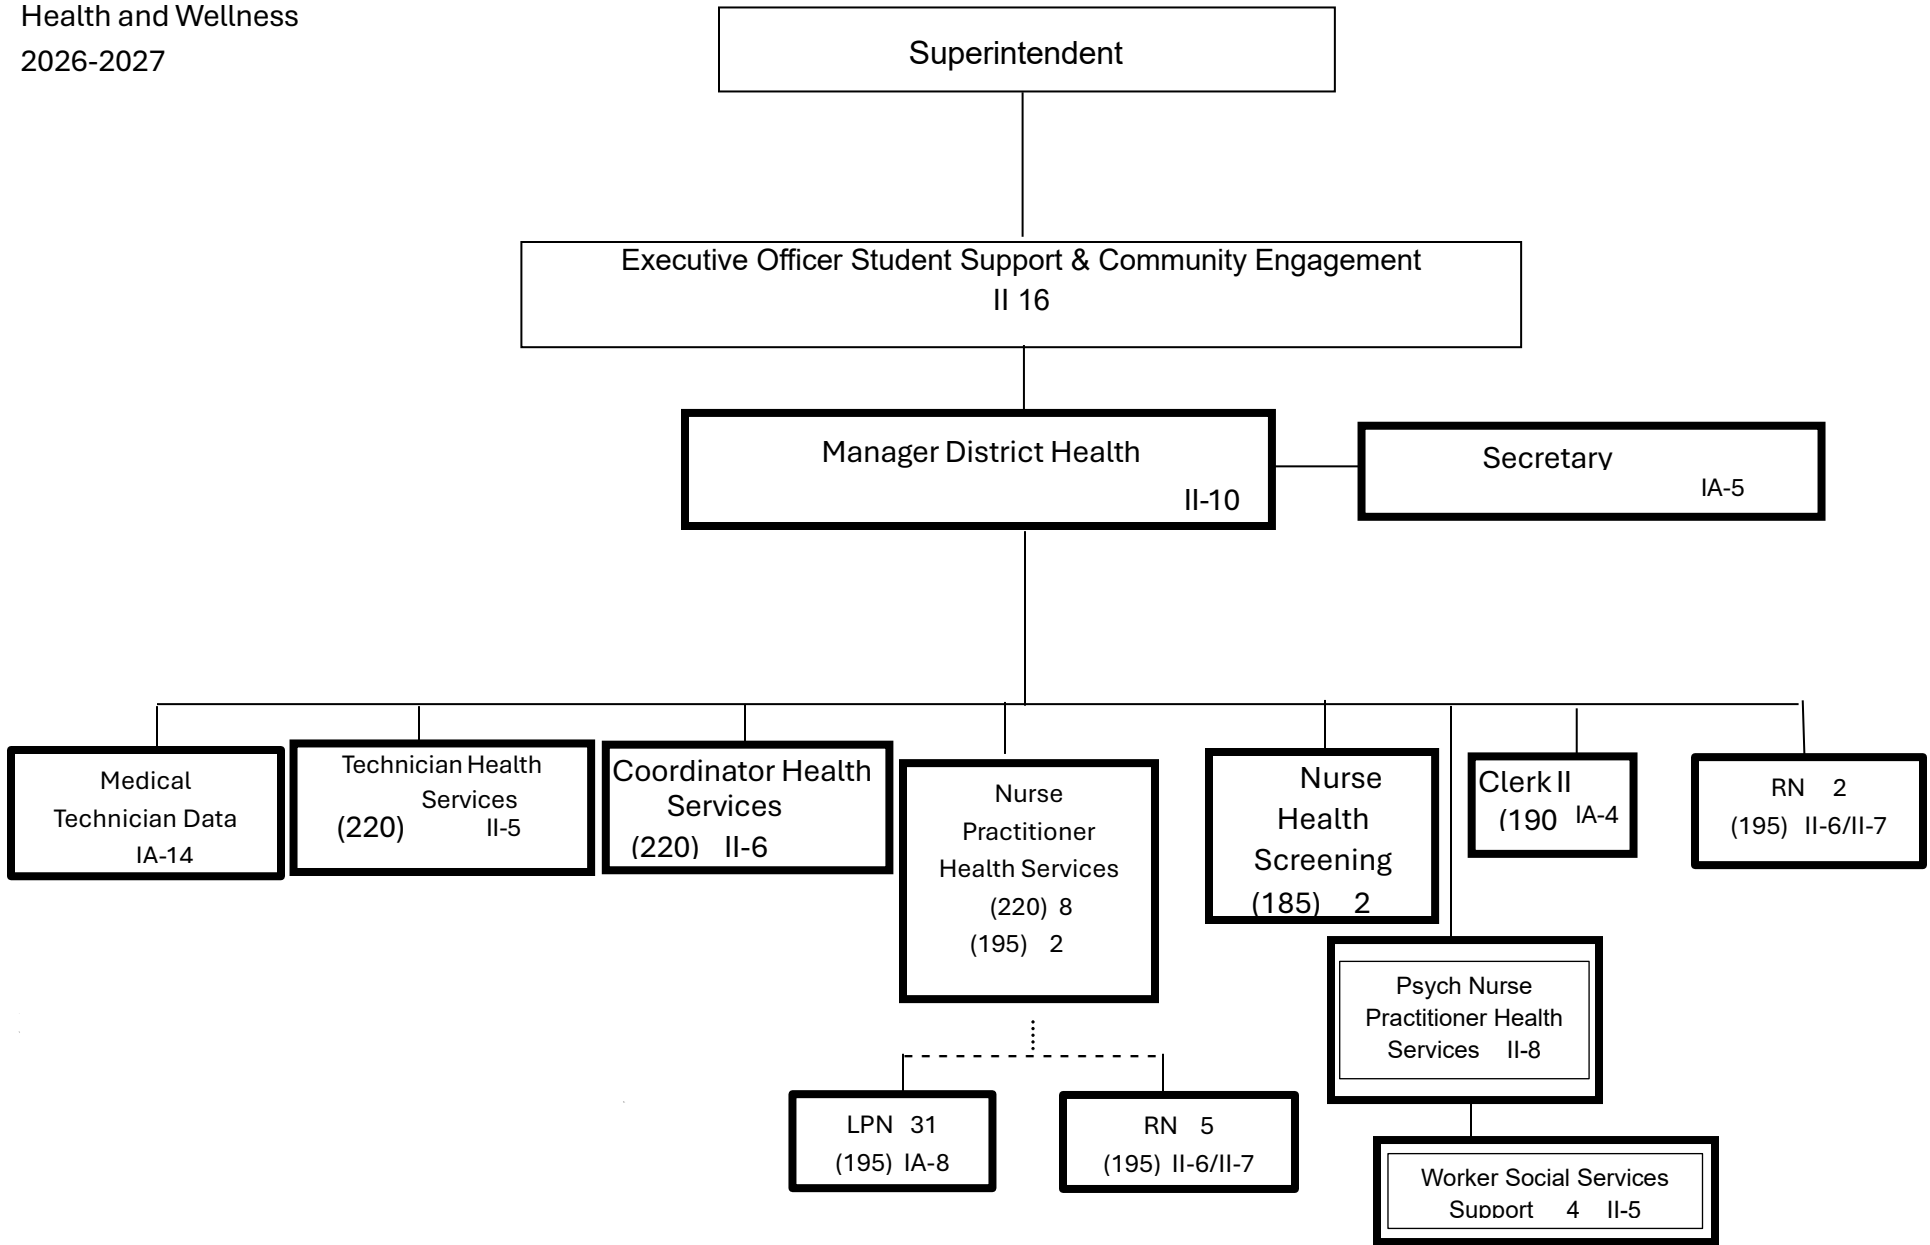 Health and Wellness
2026-2027
Superintendent
Executive Officer Student Support & Community Engagement
II 16
Manager District Health
II-10
Secretary
IA-5
Medical
Technician Data
IA-14
Technician Health
Services
(220) II-5
Coordinator Health
Services
(220) II-6
Nurse
Practitioner
Health Services
(220) 8
(195) 2
Nurse
Health
Screening
(185) 2
Clerk II
(190 IA-4
RN 2
(195) II-6/II-7
Psych Nurse
Practitioner Health
Services II-8
LPN 31
(195) IA-8
RN 5
(195) II-6/II-7
Worker Social Services
Support 4 II-5